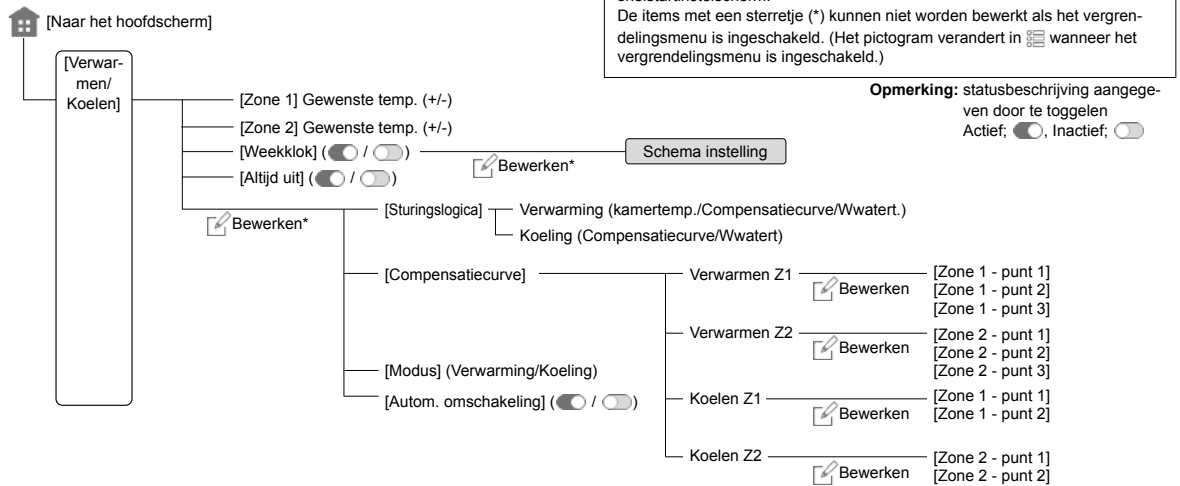 De items met een sterretje (*) kunnen niet worden bewerkt als het vergren-
delingsmenu is ingeschakeld. (Het pictogram verandert in wanneer het
vergrendelingsmenu is ingeschakeld.)
[Naar het hoofdscherm]
Opmerking: statusbeschrijving aangege-
ven door te toggelen
Actief; , Inactief;
[Verwar-
men/
Koelen]
[Zone 1] Gewenste temp. (+/-)
[Zone 2] Gewenste temp. (+/-)
[Weekklok] ( / )
Bewerken*
Schema instelling
[Altijd uit] ( / )
Bewerken*
[Sturingslogica]
Verwarming (kamertemp./Compensatiecurve/Wwatert.)
Koeling (Compensatiecurve/Wwatert)
[Compensatiecurve]
Verwarmen Z1
Bewerken
[Zone 1 - punt 1]
[Zone 1 - punt 2]
[Zone 1 - punt 3]
Verwarmen Z2
Bewerken
[Zone 2 - punt 1]
[Zone 2 - punt 2]
[Zone 2 - punt 3]
Koelen Z1
Bewerken
[Zone 1 - punt 1]
[Zone 1 - punt 2]
Koelen Z2
Bewerken
[Zone 2 - punt 1]
[Zone 2 - punt 2]
[Modus] (Verwarming/Koeling)
[Autom. omschakeling] ( / )